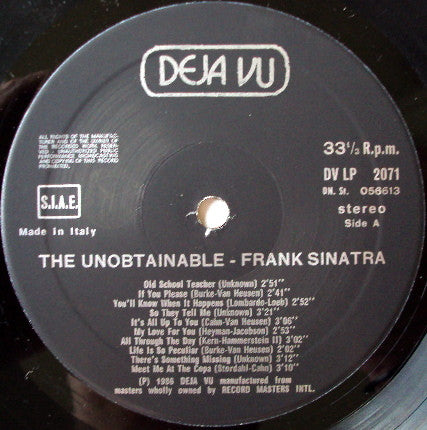 DEJA VU
ALL RIGHTS OF THE MANUFAC-
TURER AND OF THE OWNER OF
THE RECORDED WORK RESER-
VED - UNAUTHORIZED PUBLIC
PERFORMANCE BROADCASTING
AND COPYING OF THIS RECORD
PROHIBITED.
33 1/3 R.p.m.
DV LP 2071
DN. St. 056613
S.I.A.E.
stereo
Side A
Made in Italy
THE UNOBTAINABLE - FRANK SINATRA
Old School Teacher (Unknown) 2'51''
If You Please (Burke-Van Heusen) 2'41''
You'll Know When It Happens (Lombardo-Loeb) 2'52''
So They Tell Me (Unknown) 3'21''
It's All Up To You (Cahn-Van Heusen) 3'06''
My Love For You (Heyman-Jacobson) 2'53''
All Through The Day (Kern-Hammerstein II) 3'02''
Life Is So Peculiar (Burke-Van Heusen) 2'02''
There's Something Missing (Unknown) 3'12''
Meet Me At The Copa (Stordahl-Cahn) 3'10''
(P) 1986 DEJA VU manufactured from
masters wholly owned by RECORD MASTERS INTL.